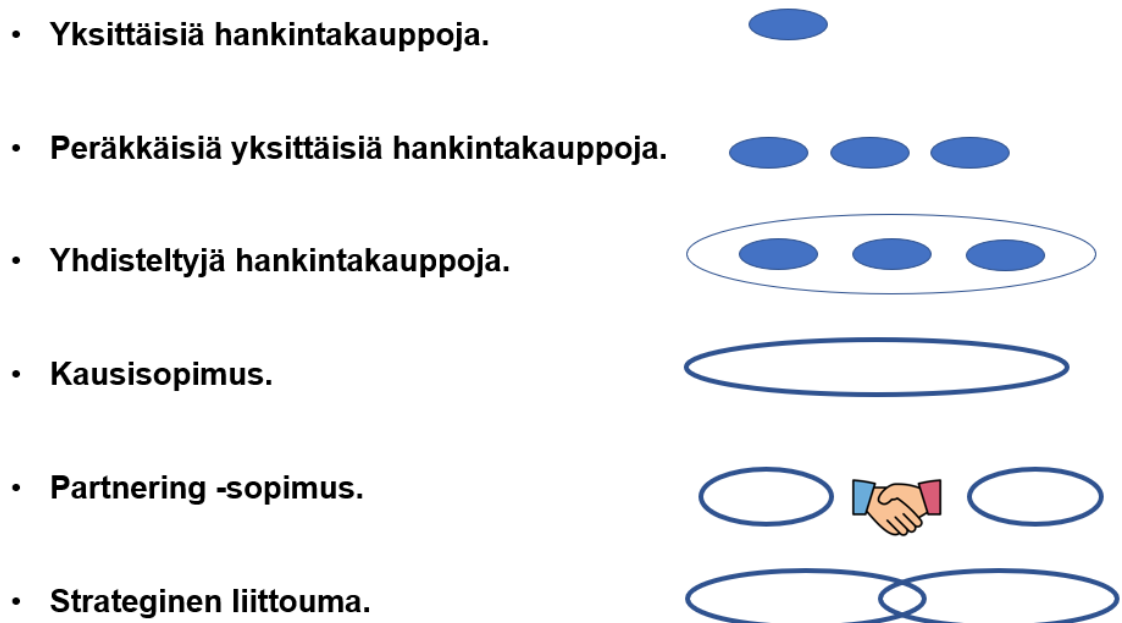 • Yksittäisiä hankintakauppoja.
• Peräkkäisiä yksittäisiä hankintakauppoja.
• Yhdisteltyjä hankintakauppoja.
• Kausisopimus.
• Partnering -sopimus.
• Strateginen liittouma.